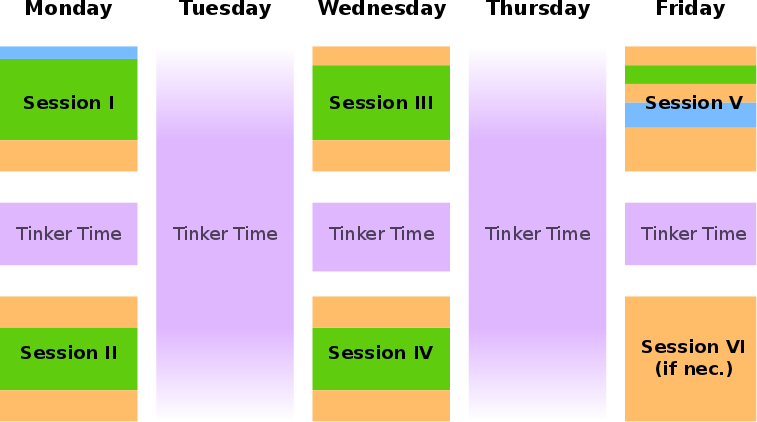 Monday Tuesday Wednesday Thursday Friday
Session I Session III Session V
Tinker Time Tinker Time Tinker Time Tinker Time Tinker Time
Session II Session IV Session VI
(if nec.)